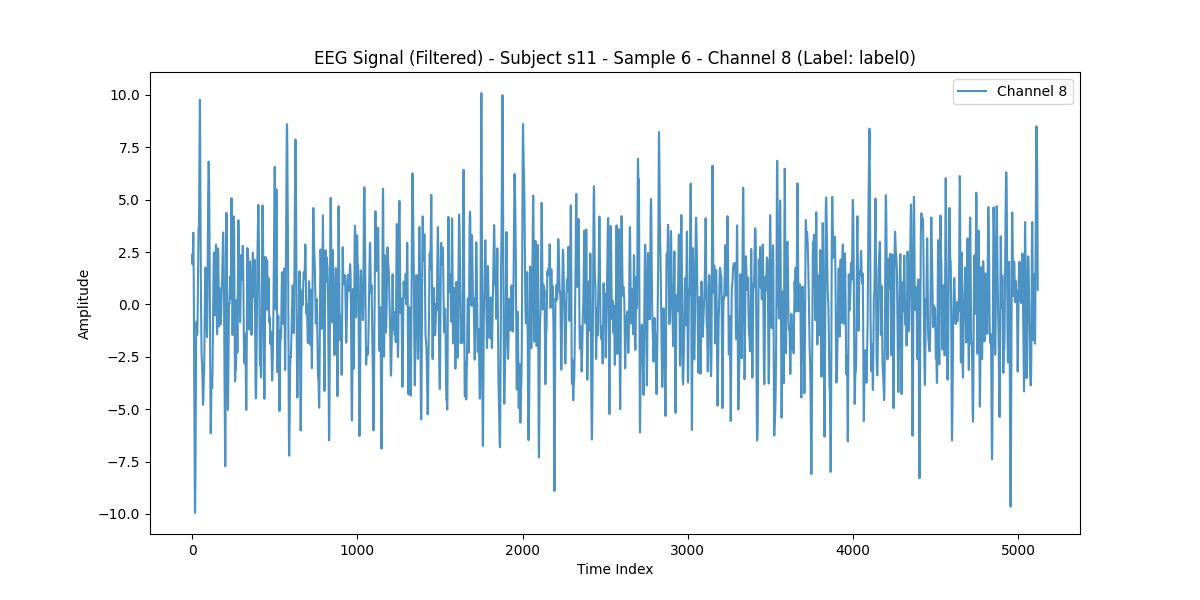 EEG Signal (Filtered) - Subject s11 - Sample 6 - Channel 8 (Label: label0)
Channel 8
10.0
7.5
5.0
2.5
0.0
−2.5
−5.0
−7.5
−10.0
Amplitude
0 1000 2000 3000 4000 5000
Time Index